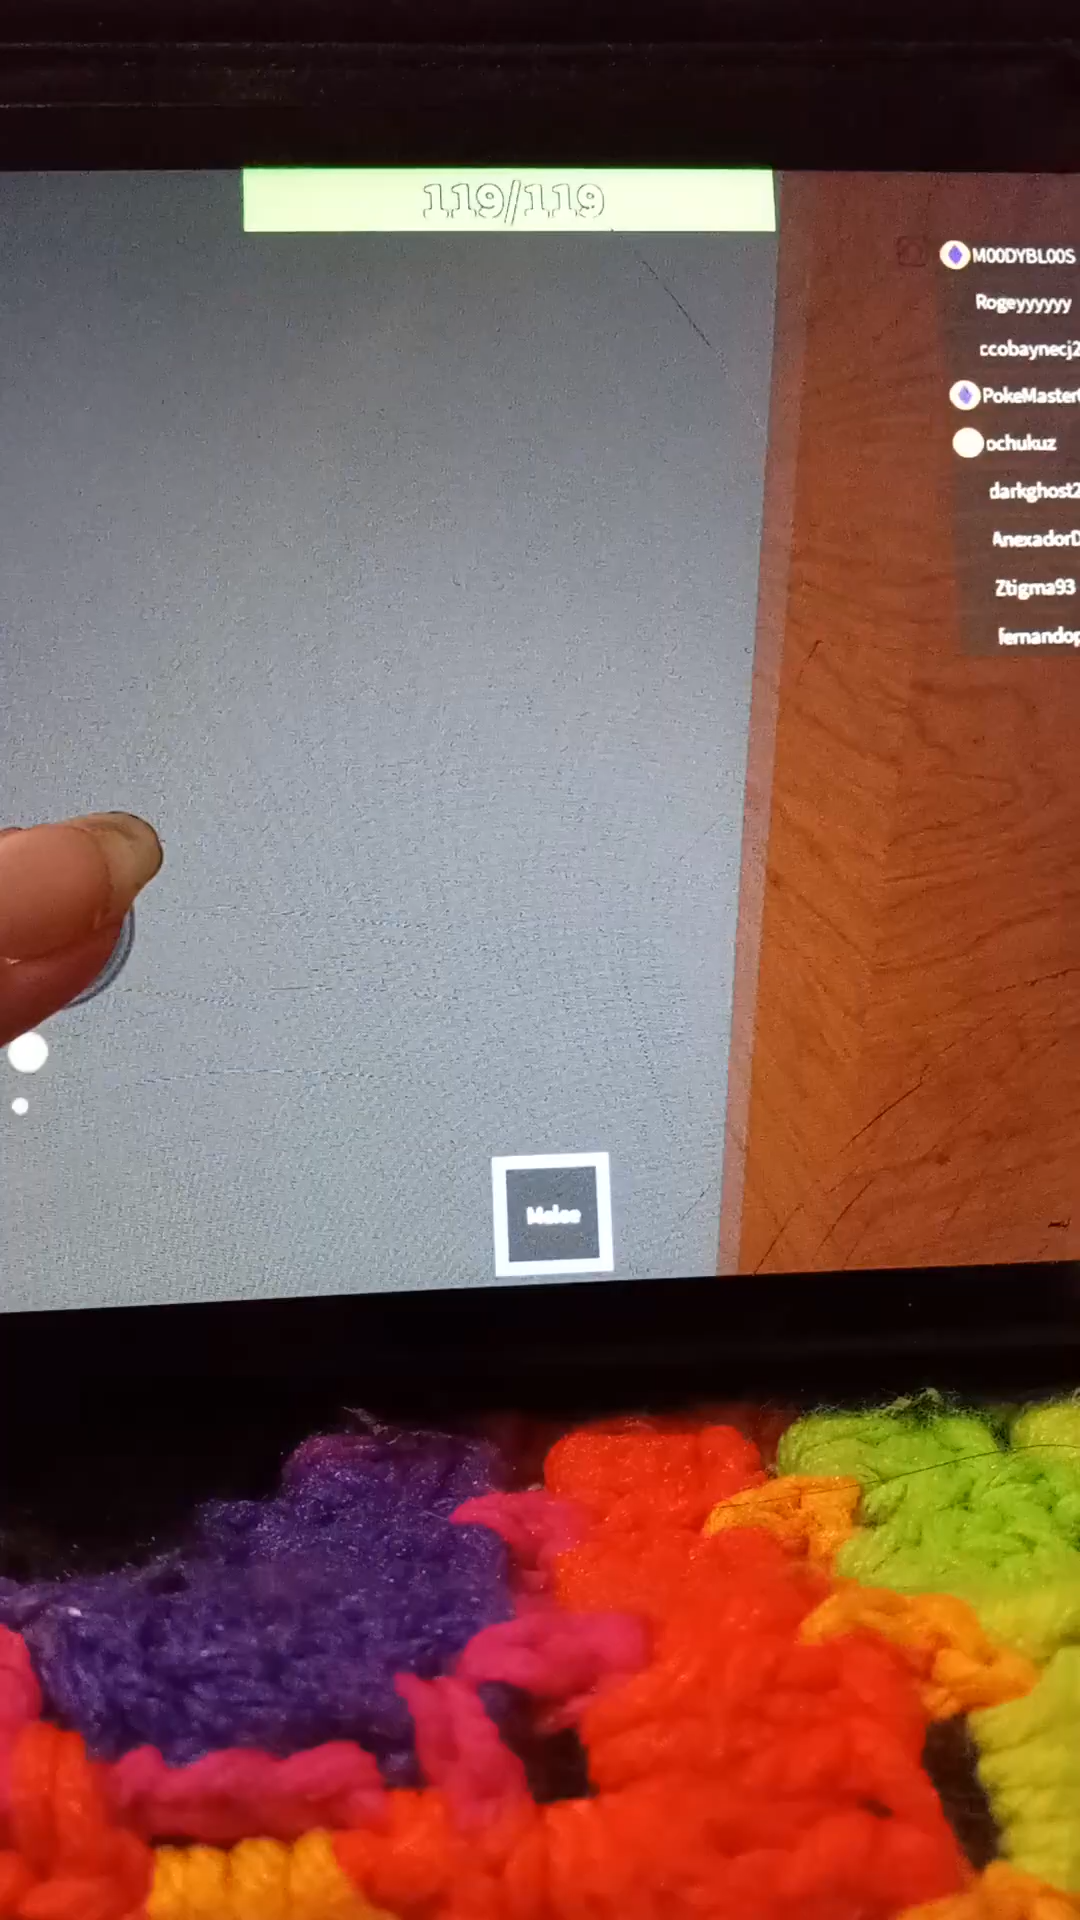 119/119
M00DYBL00S
Rogeyyyyyy
ccobaynecj2
PokeMaster
ochukuz
darkghost2
AnexadorD
Ztigma93
fernandop
Melee